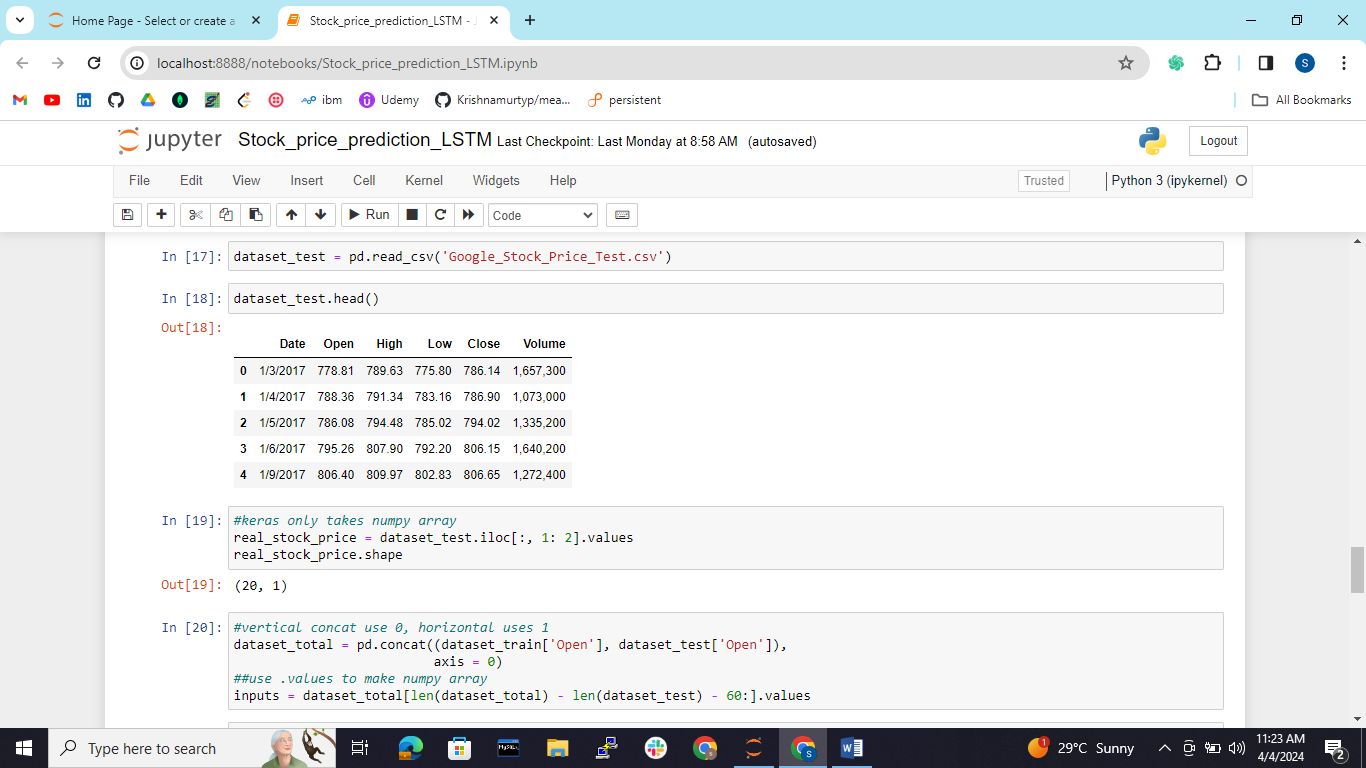 Home Page - Select or create a
Stock_price_prediction_LSTM - J
localhost:8888/notebooks/Stock_price_prediction_LSTM.ipynb
S
ibm
Udemy
Krishnamurtyp/mea...
persistent
All Bookmarks
jupyter Stock_price_prediction_LSTM Last Checkpoint: Last Monday at 8:58 AM (autosaved)
Logout
File Edit View Insert Cell Kernel Widgets Help
Trusted
Python 3 (ipykernel)
Run
Code
In [17]: dataset_test = pd.read_csv('Google_Stock_Price_Test.csv')
In [18]: dataset_test.head()
Out[18]:
Date Open High Low Close Volume
0 1/3/2017 778.81 789.63 775.80 786.14 1,657,300
1 1/4/2017 788.36 791.34 783.16 786.90 1,073,000
2 1/5/2017 786.08 794.48 785.02 794.02 1,335,200
3 1/6/2017 795.26 807.90 792.20 806.15 1,640,200
4 1/9/2017 806.40 809.97 802.83 806.65 1,272,400
In [19]: #keras only takes numpy array
real_stock_price = dataset_test.iloc[:, 1: 2].values
real_stock_price.shape
Out[19]: (20, 1)
In [20]: #vertical concat use 0, horizontal uses 1
dataset_total = pd.concat((dataset_train['Open'], dataset_test['Open']),
axis = 0)
##use .values to make numpy array
inputs = dataset_total[len(dataset_total) - len(dataset_test) - 60:].values
Type here to search
MySQL
S
W
1
29°C Sunny
11:23 AM
4/4/2024
2